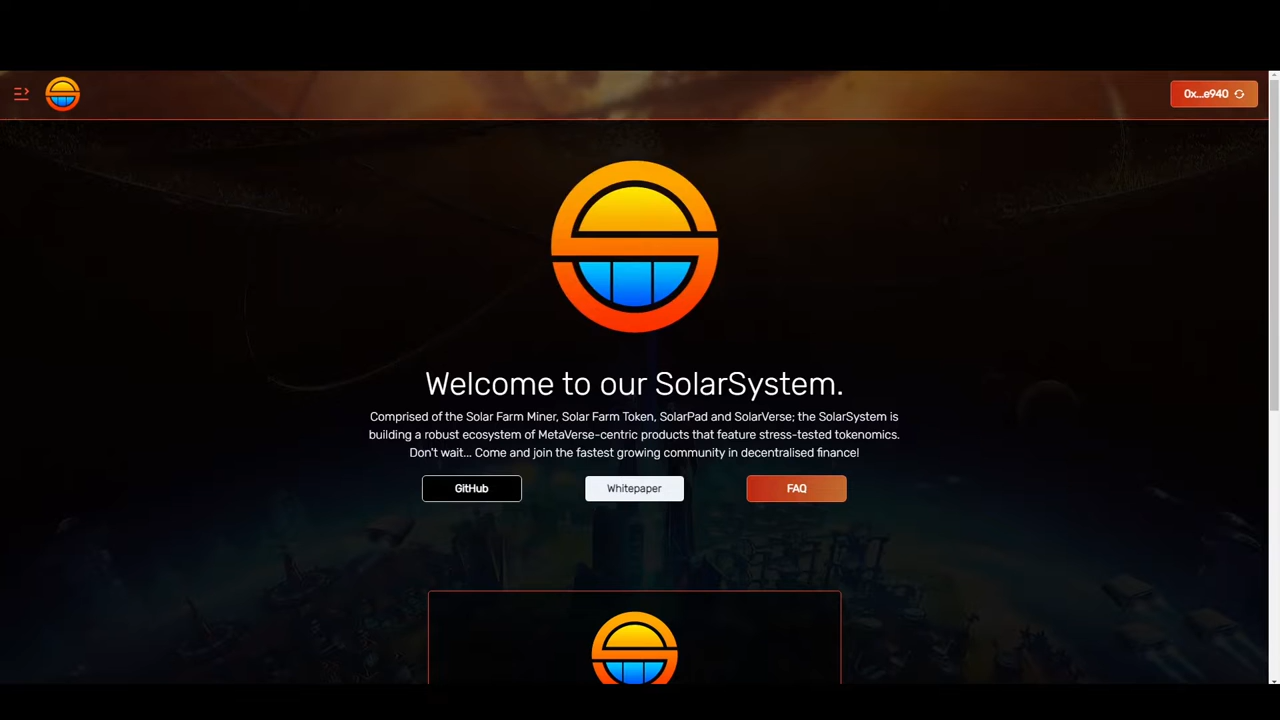 0x...e940
Welcome to our SolarSystem.
Comprised of the Solar Farm Miner, Solar Farm Token, SolarPad and SolarVerse; the SolarSystem is
building a robust ecosystem of MetaVerse-centric products that feature stress-tested tokenomics.
Don't wait... Come and join the fastest growing community in decentralised finance!
GitHub
Whitepaper
FAQ